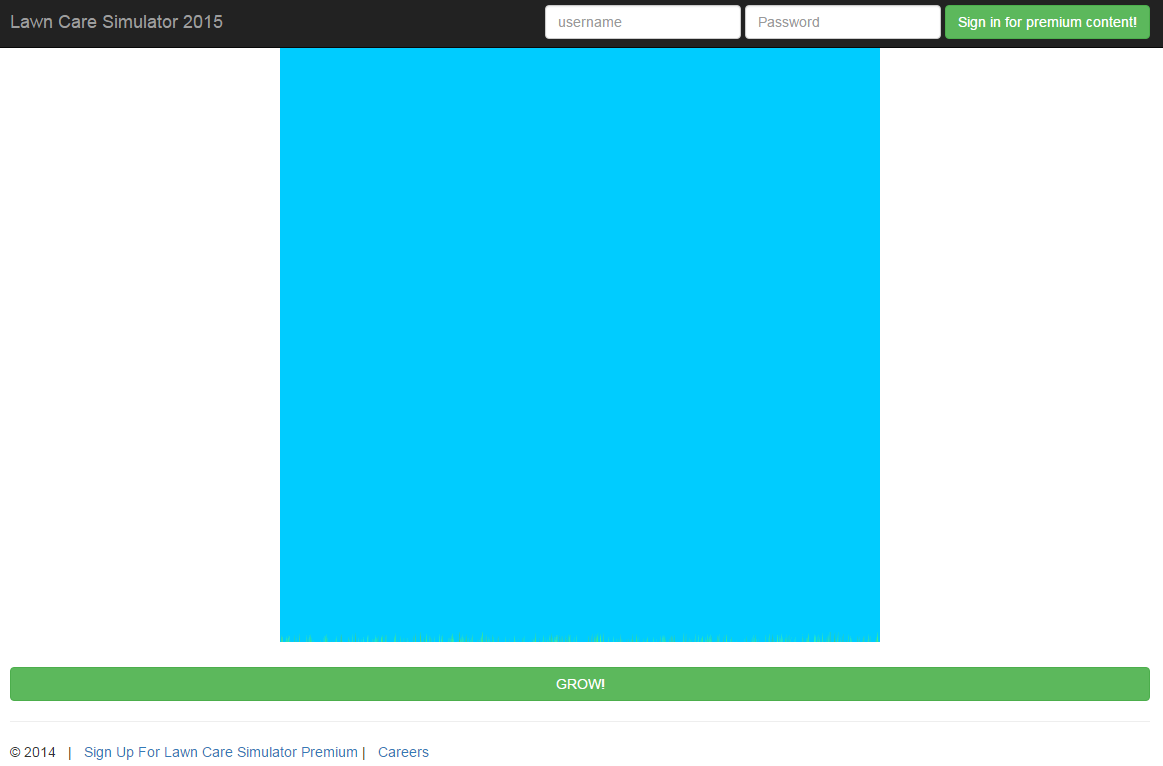 Lawn Care Simulator 2015 username Password Sign in for premium content!
GROW!
© 2014 | Sign Up For Lawn Care Simulator Premium | Careers